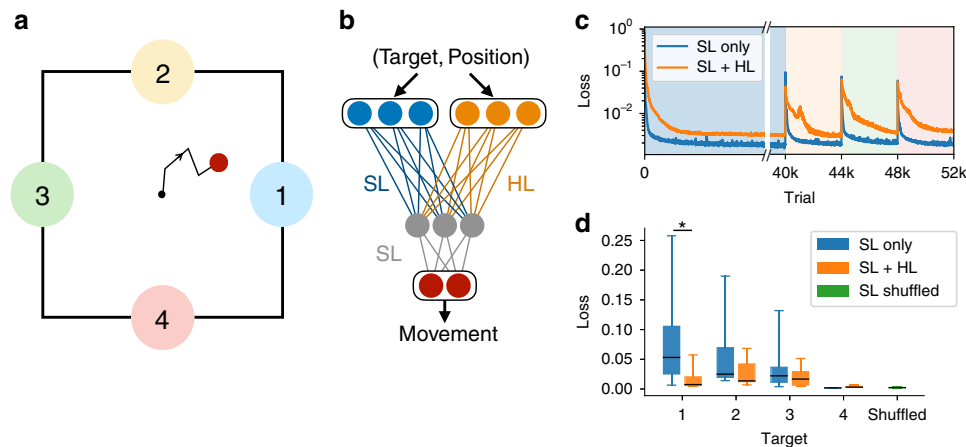 a
2
3
1
4
b
(Target, Position)
SL
HL
SL
Movement
c
Loss
10⁰
10⁻¹
10⁻²
SL only
SL + HL
0
40k
44k
48k
52k
Trial
d
Loss
0.25
0.20
0.15
0.10
0.05
0.00
*
SL only
SL + HL
SL shuffled
1
2
3
4
Shuffled
Target